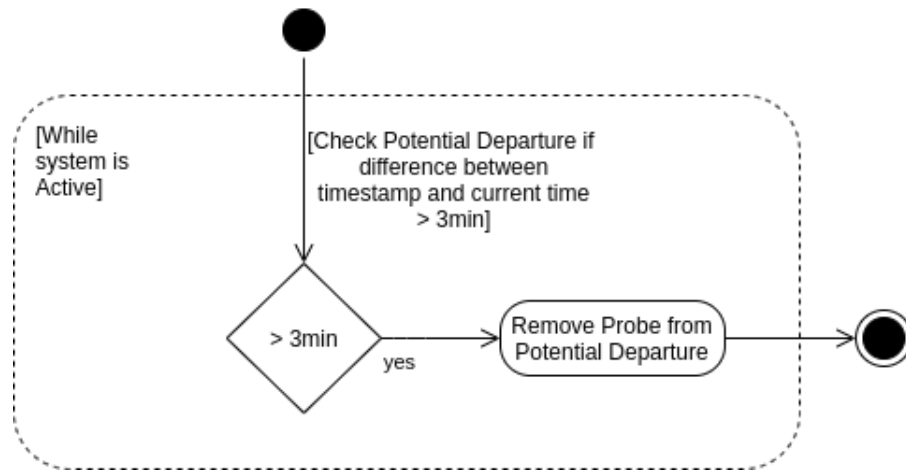 [While
system is
Active]
[Check Potential Departure if
difference between
timestamp and current time
> 3min]
> 3min
yes
Remove Probe from
Potential Departure